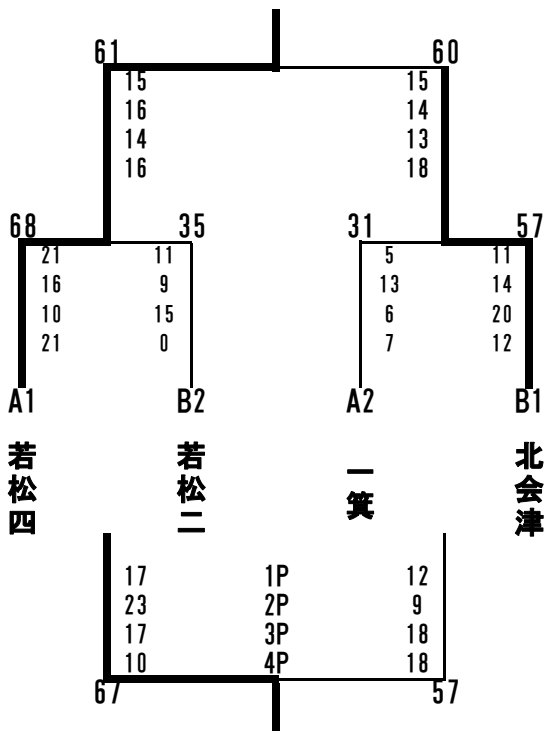 61 60
15 15
16 14
14 13
16 18
68 35 31 57
21 11 5 11
16 9 13 14
10 15 6 20
21 0 7 12
A1 B2 A2 B1
若松四
若松二
一箕
北会津
17 1P 12
23 2P 9
17 3P 18
10 4P 18
67 57